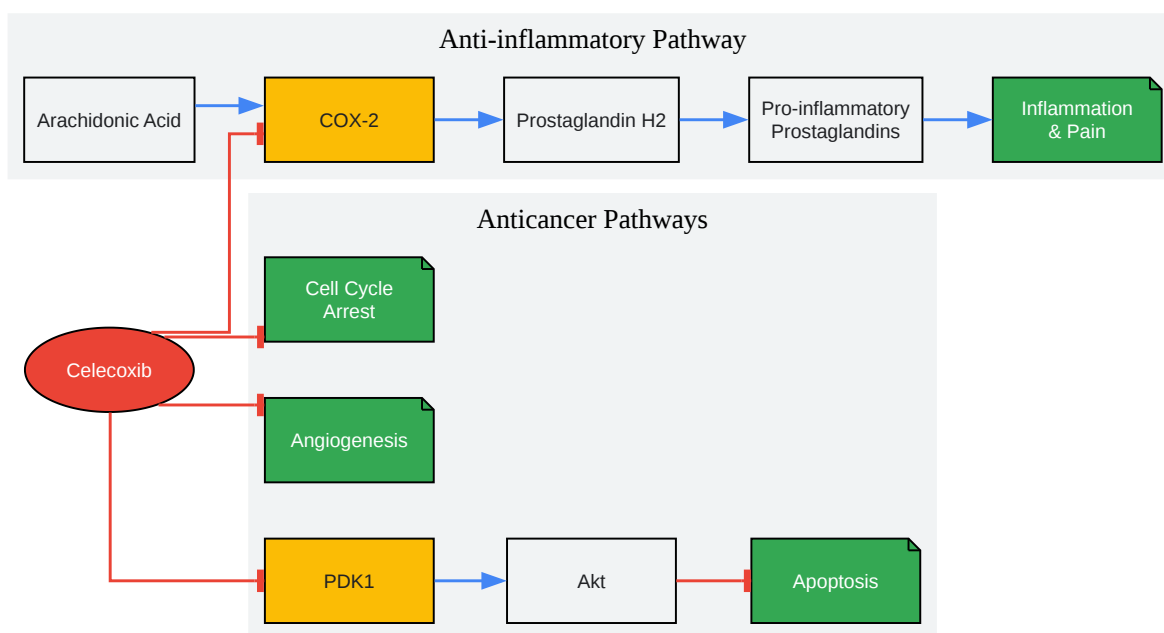 Anti-inflammatory Pathway
Arachidonic Acid
COX-2
Prostaglandin H2
Pro-inflammatory
Prostaglandins
Inflammation
& Pain
Anticancer Pathways
Cell Cycle
Arrest
Celecoxib
Angiogenesis
PDK1
Akt
Apoptosis